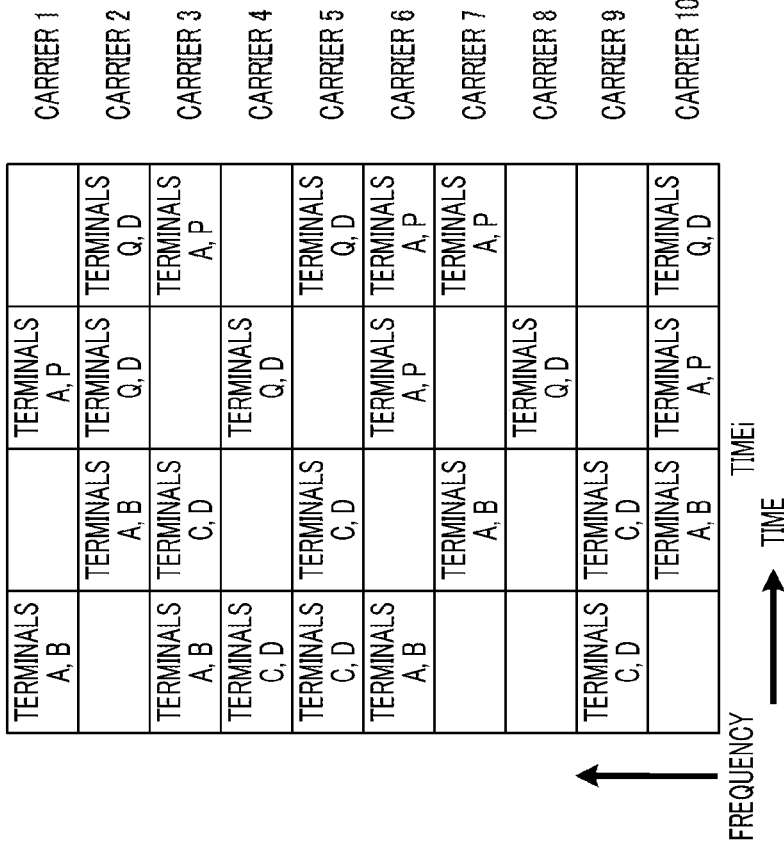 TERMINALS
A, B
TERMINALS
A, P
CARRIER 1
TERMINALS
A, B
TERMINALS
Q, D
TERMINALS
Q, D
CARRIER 2
TERMINALS
A, B
TERMINALS
C, D
TERMINALS
A, P
CARRIER 3
TERMINALS
C, D
TERMINALS
Q, D
CARRIER 4
TERMINALS
C, D
TERMINALS
C, D
TERMINALS
Q, D
CARRIER 5
TERMINALS
A, B
TERMINALS
A, P
TERMINALS
A, P
CARRIER 6
TERMINALS
A, B
TERMINALS
A, P
CARRIER 7
TERMINALS
Q, D
CARRIER 8
TERMINALS
C, D
TERMINALS
C, D
CARRIER 9
TERMINALS
A, B
TERMINALS
A, P
TERMINALS
Q, D
CARRIER 10
FREQUENCY
TIMEi
TIME